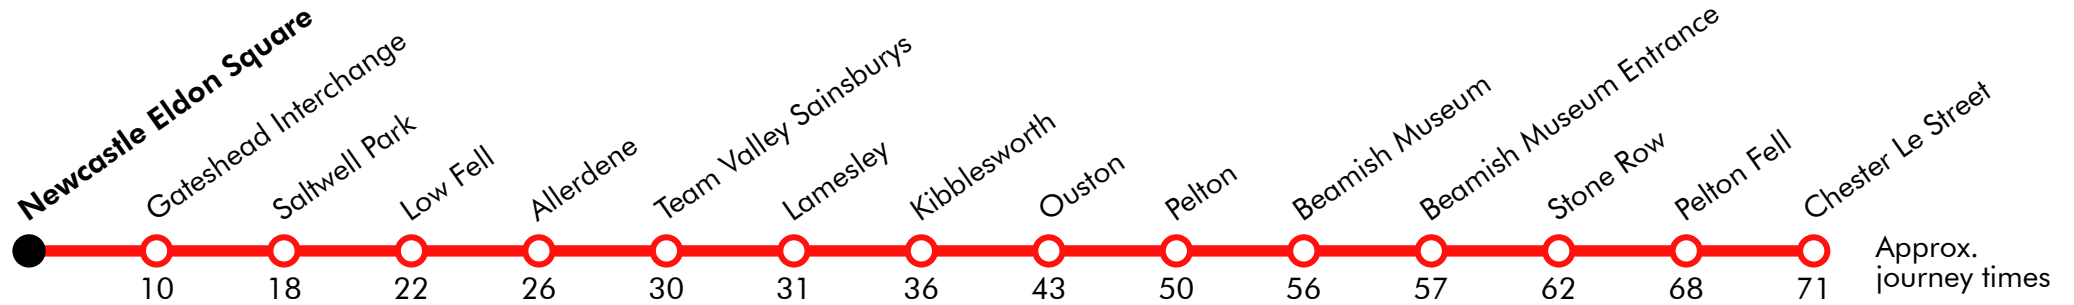 Newcastle Eldon Square
Gateshead Interchange
Saltwell Park
Low Fell
Allerdene
Team Valley Sainsburys
Lamesley
Kibblesworth
Ouston
Pelton
Beamish Museum
Beamish Museum Entrance
Stone Row
Pelton Fell
Chester Le Street
10 18 22 26 30 31 36 43 50 56 57 62 68 71
Approx.
journey times